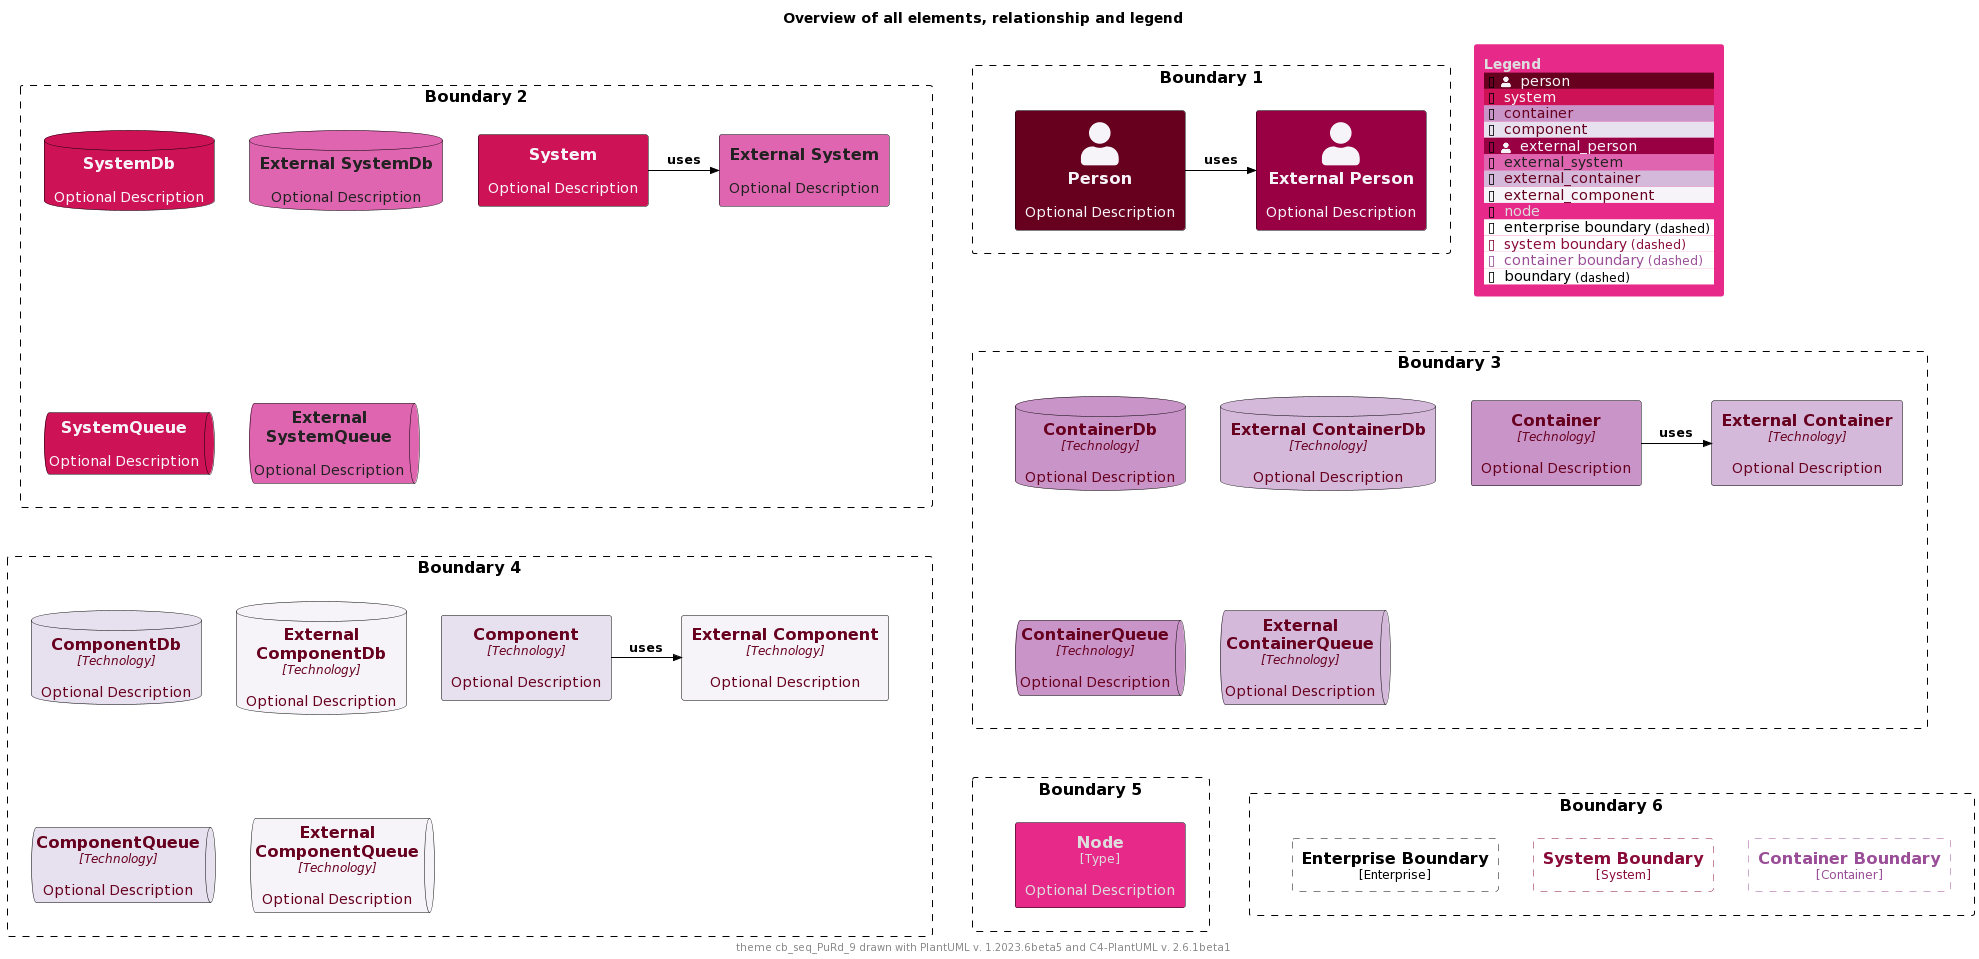 Overview of all elements, relationship and legend
Boundary 2
SystemDb
Optional Description
External SystemDb
Optional Description
System
Optional Description
uses
External System
Optional Description
SystemQueue
Optional Description
External
SystemQueue
Optional Description
Boundary 1
Person
Optional Description
uses
External Person
Optional Description
Legend
person
system
container
component
external_person
external_system
external_container
external_component
node
enterprise boundary (dashed)
system boundary (dashed)
container boundary (dashed)
boundary (dashed)
Boundary 3
ContainerDb
[Technology]
Optional Description
External ContainerDb
[Technology]
Optional Description
Container
[Technology]
Optional Description
uses
External Container
[Technology]
Optional Description
ContainerQueue
[Technology]
Optional Description
External
ContainerQueue
[Technology]
Optional Description
Boundary 4
ComponentDb
[Technology]
Optional Description
External
ComponentDb
[Technology]
Optional Description
Component
[Technology]
Optional Description
uses
External Component
[Technology]
Optional Description
ComponentQueue
[Technology]
Optional Description
External
ComponentQueue
[Technology]
Optional Description
Boundary 5
Node
[Type]
Optional Description
Boundary 6
Enterprise Boundary
[Enterprise]
System Boundary
[System]
Container Boundary
[Container]
theme cb_seq_PuRd_9 drawn with PlantUML v. 1.2023.6beta5 and C4-PlantUML v. 2.6.1beta1